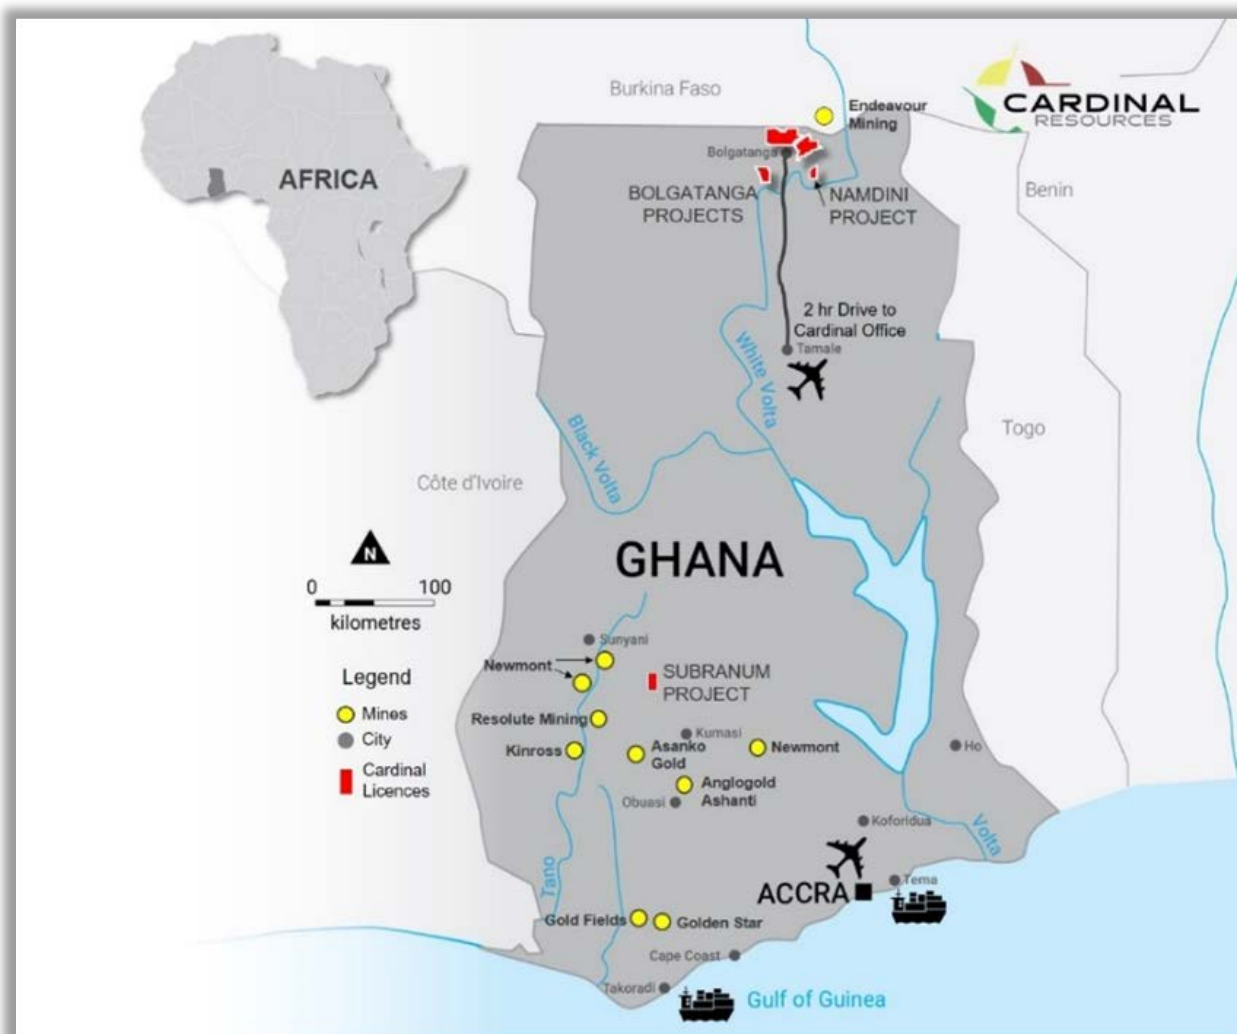 Burkina Faso
CARDINAL
RESOURCES
Endeavour
Mining
Bolgatanga
AFRICA
BOLGATANGA
PROJECTS
NAMDINI
PROJECT
Benin
2 hr Drive to
Cardinal Office
Tamale
White Volta
Black Volta
Togo
Côte d'Ivoire
GHANA
N
0 100
kilometres
Sunyani
Newmont
SUBRANUM
PROJECT
Legend
Mines
City
Cardinal
Licences
Resolute Mining
Kumasi
Kinross
Asanko
Gold
Newmont
Ho
Anglogold
Ashanti
Obuasi
Koforidua
Volta
Tano
Tema
ACCRA
Gold Fields
Golden Star
Cape Coast
Takoradi
Gulf of Guinea